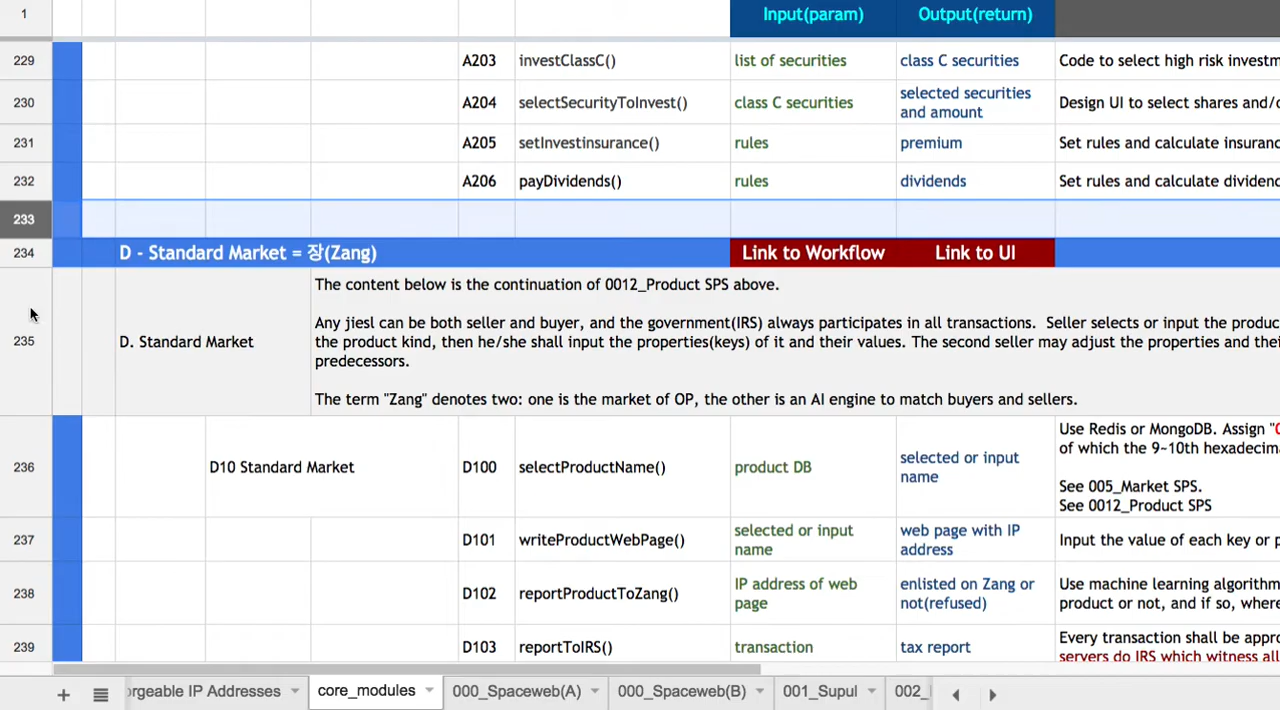 1 Input(param) Output(return)
229 A203 investClassC() list of securities class C securities Code to select high risk investm
230 A204 selectSecurityToInvest() class C securities selected securities and amount Design UI to select shares and/o
231 A205 setInvestinsurance() rules premium Set rules and calculate insuranc
232 A206 payDividends() rules dividends Set rules and calculate dividen
233
234 D - Standard Market = 장(Zang) Link to Workflow Link to UI
235 D. Standard Market
The content below is the continuation of 0012_Product SPS above.
Any jiesl can be both seller and buyer, and the government(IRS) always participates in all transactions. Seller selects or input the produc
the product kind, then he/she shall input the properties(keys) of it and their values. The second seller may adjust the properties and thei
predecessors.
The term "Zang" denotes two: one is the market of OP, the other is an AI engine to match buyers and sellers.
236 D10 Standard Market D100 selectProductName() product DB selected or input name
Use Redis or MongoDB. Assign "
of which the 9~10th hexadecim
See 005_Market SPS.
See 0012_Product SPS
237 D101 writeProductWebPage() selected or input name web page with IP address Input the value of each key or p
238 D102 reportProductToZang() IP address of web page enlisted on Zang or not(refused)
Use machine learning algorithm
product or not, and if so, where
239 D103 reportToIRS() transaction tax report
Every transaction shall be appro
servers do IRS which witness all
+ rgeable IP Addresses core_modules 000_Spaceweb(A) 000_Spaceweb(B) 001_Supul 002_